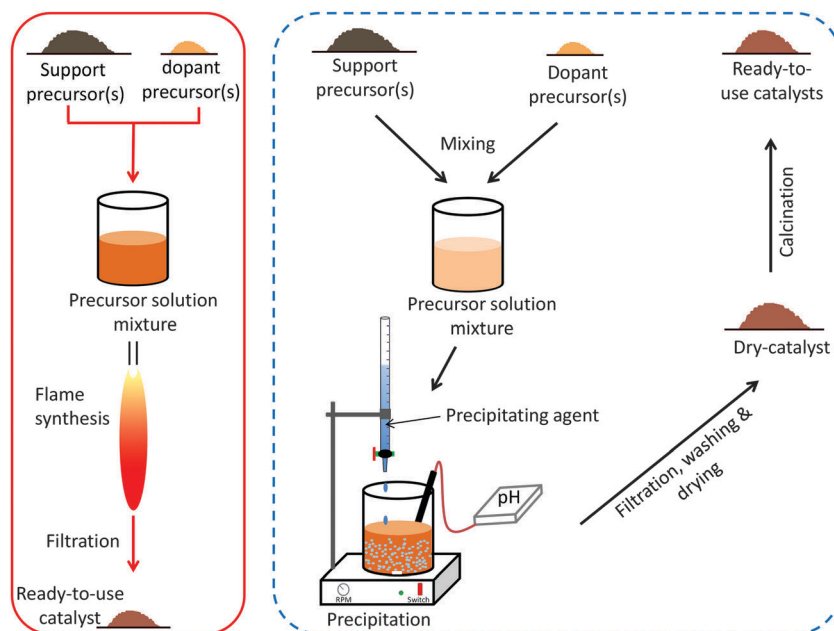 Support
precursor(s)
dopant
precursor(s)
Precursor solution
mixture
Flame
synthesis
Filtration
Ready-to-use
catalyst
Support
precursor(s)
Dopant
precursor(s)
Mixing
Precursor solution
mixture
Precipitating agent
pH
RPM
Switch
Precipitation
Filtration, washing &
drying
Dry-catalyst
Calcination
Ready-to-
use catalysts